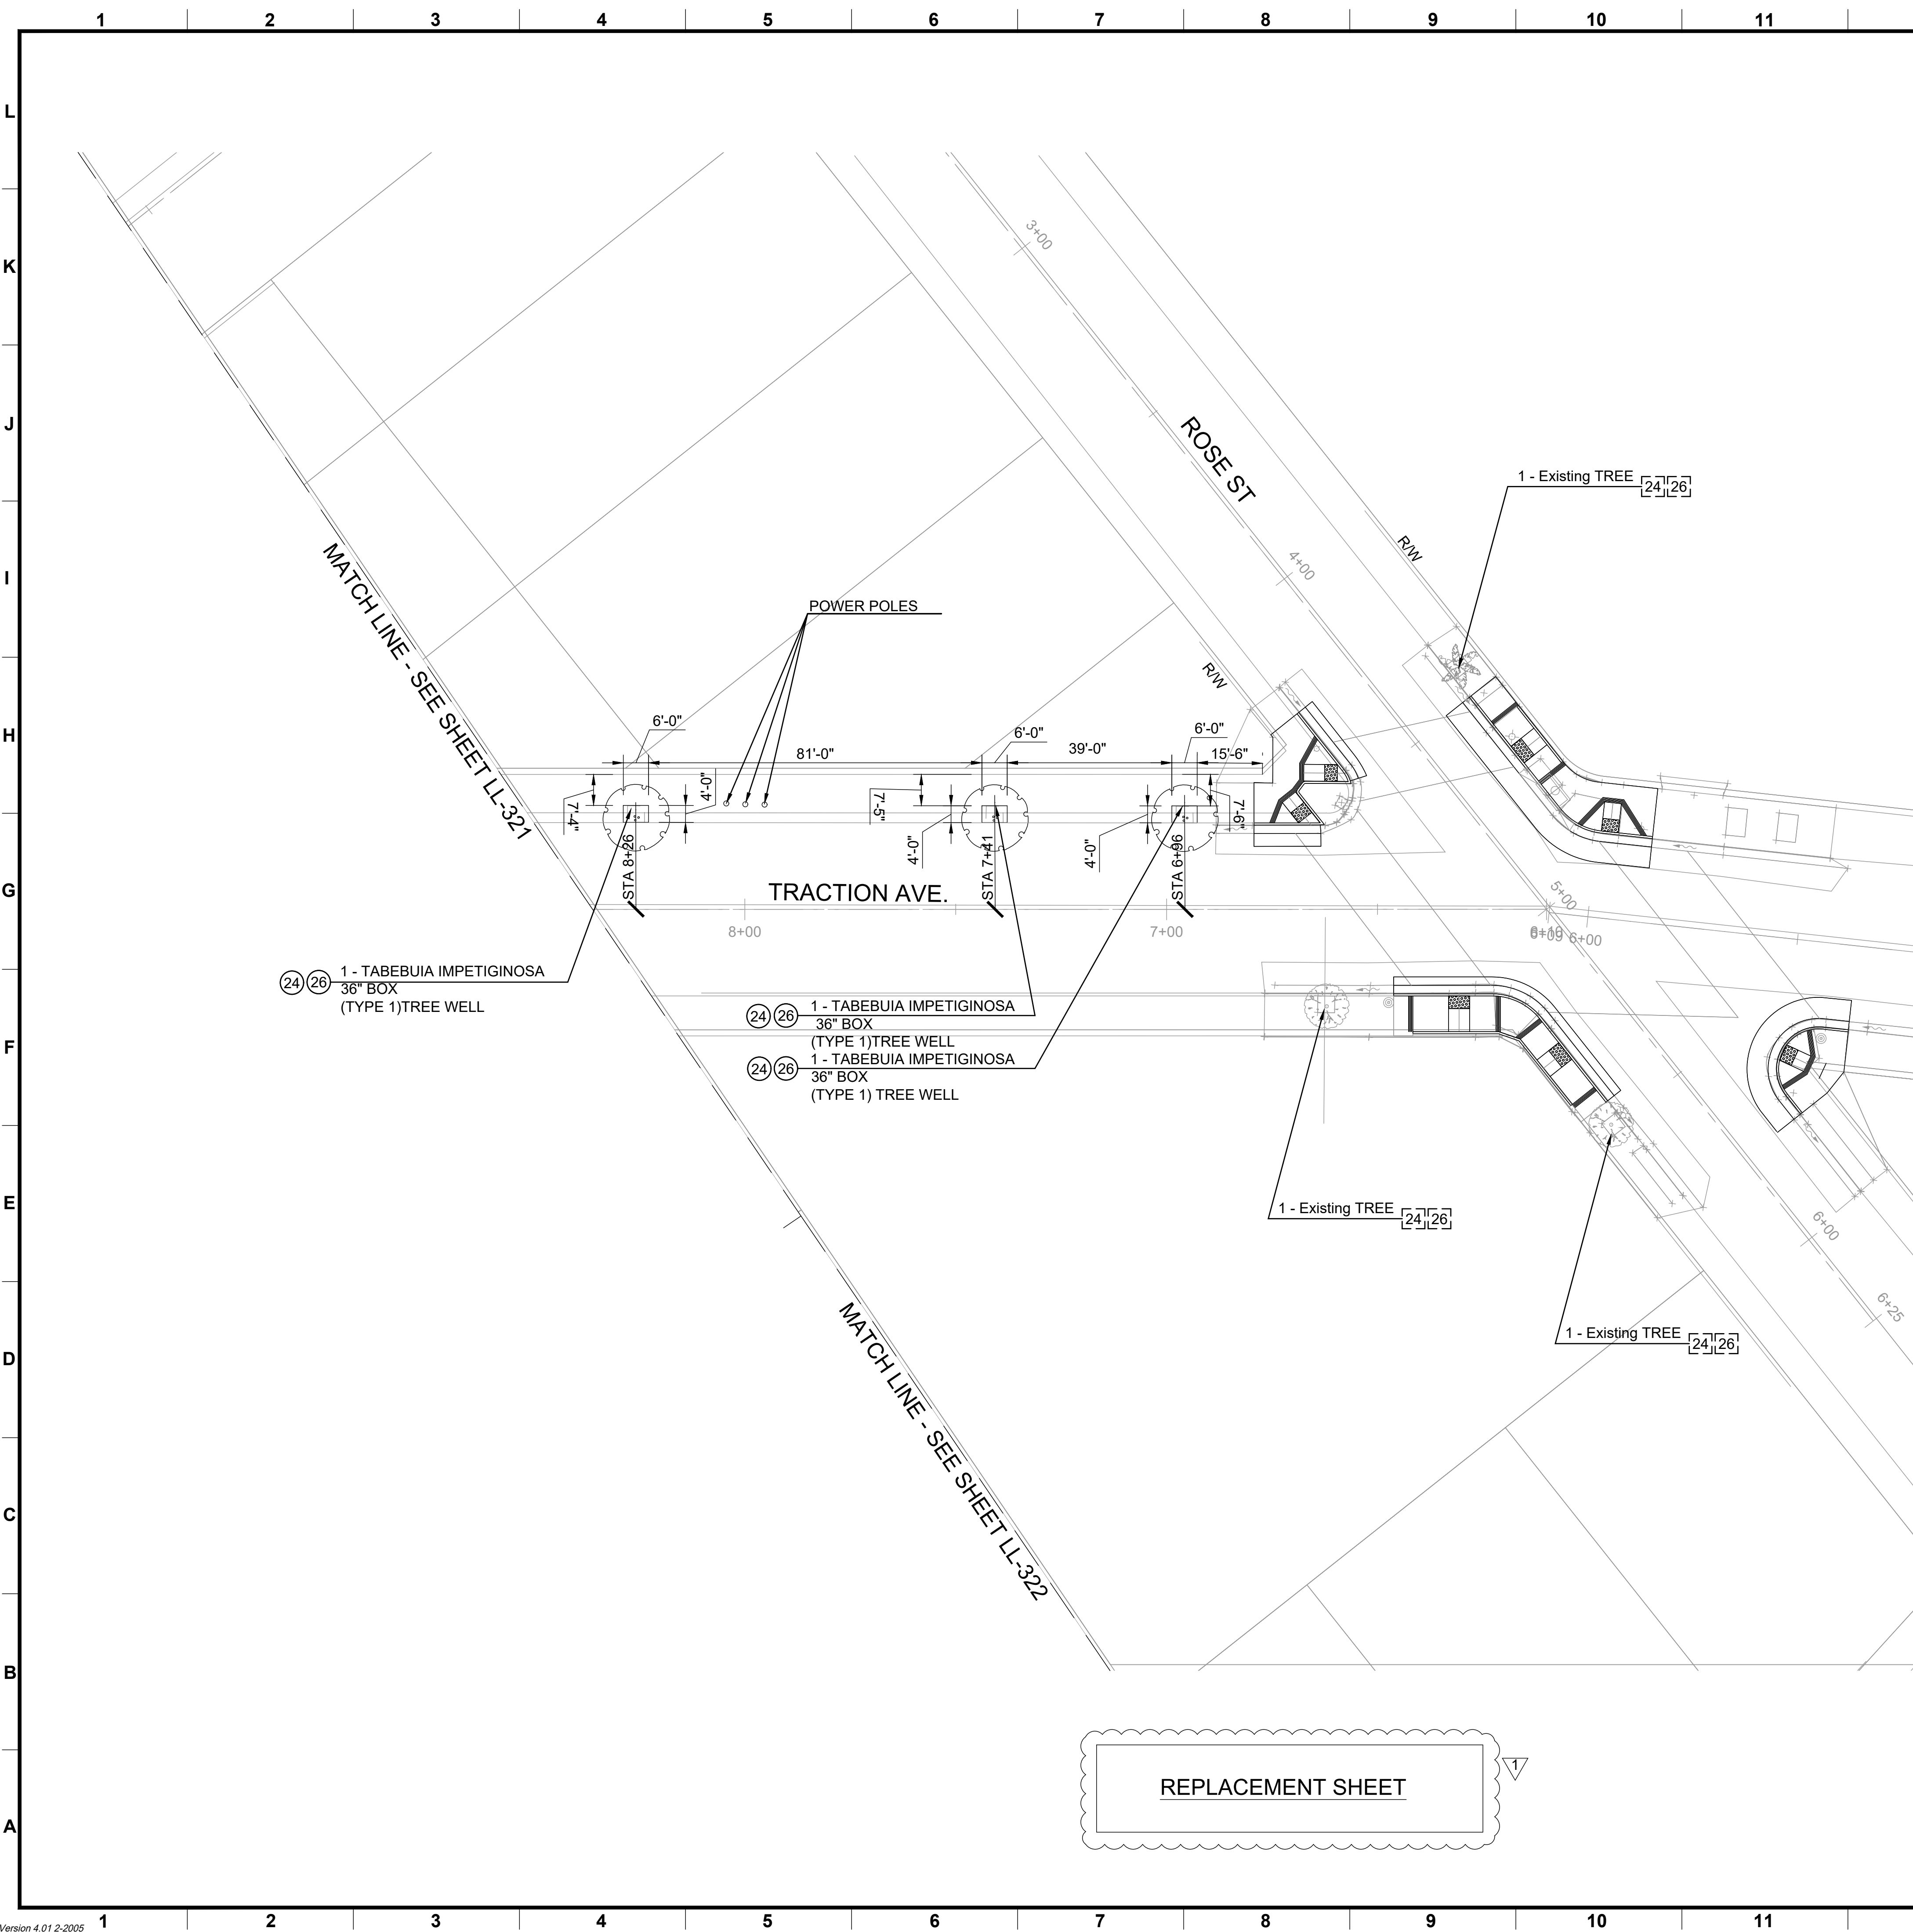 1 2 3 4 5 6 7 8 9 10 11
L
K
J
I
H
G
F
E
D
C
B
A
3+00
ROSE ST
1 - Existing TREE 24 26
R/W
4+00
MATCH LINE - SEE SHEET LL-321
POWER POLES
R/W
6'-0"
81'-0"
6'-0"
39'-0"
6'-0"
15'-6"
7'-4"
4'-0"
7'-5"
4'-0"
4'-0"
7'-6"
STA 8+26
STA 7+41
STA 6+96
TRACTION AVE.
8+00
7+00
5+00
6+00
24 26 1 - TABEBUIA IMPETIGINOSA
36" BOX
(TYPE 1)TREE WELL
24 26 1 - TABEBUIA IMPETIGINOSA
36" BOX
(TYPE 1)TREE WELL
24 26 1 - TABEBUIA IMPETIGINOSA
36" BOX
(TYPE 1) TREE WELL
1 - Existing TREE 24 26
6+00
6+25
1 - Existing TREE 24 26
MATCH LINE - SEE SHEET LL-322
REPLACEMENT SHEET
1
1 2 3 4 5 6 7 8 9 10 11
Version 4.01 2-2005